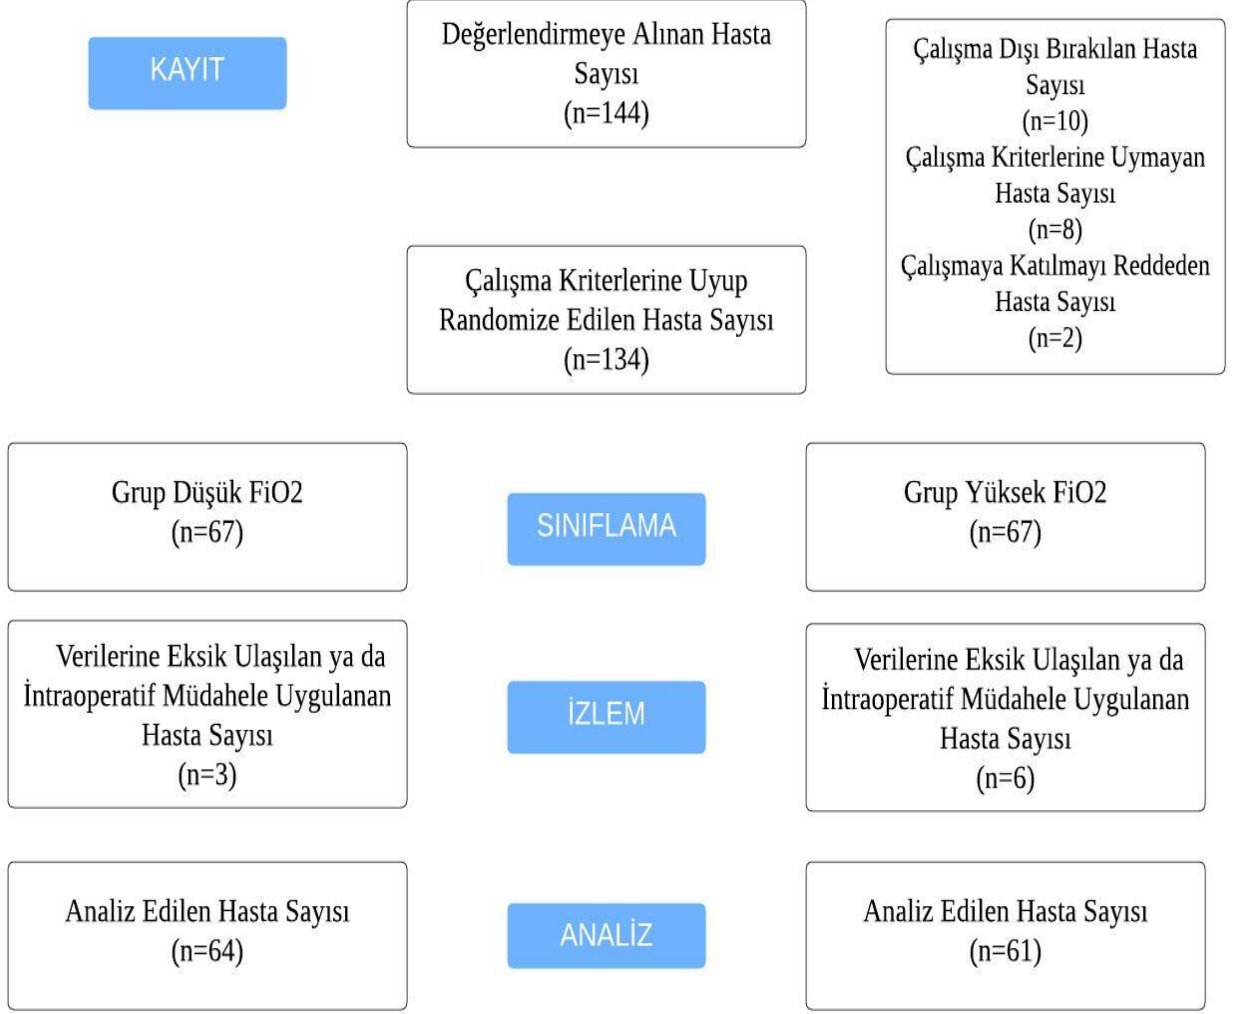 KAYIT
Değerlendirmeye Alınan Hasta
Sayısı
(n=144)
Çalışma Dışı Bırakılan Hasta
Sayısı
(n=10)
Çalışma Kriterlerine Uymayan
Hasta Sayısı
(n=8)
Çalışmaya Katılmayı Reddeden
Hasta Sayısı
(n=2)
Çalışma Kriterlerine Uyup
Randomize Edilen Hasta Sayısı
(n=134)
Grup Düşük FiO2
(n=67)
SINIFLAMA
Grup Yüksek FiO2
(n=67)
Verilerine Eksik Ulaşılan ya da
İntraoperatif Müdahele Uygulanan
Hasta Sayısı
(n=3)
İZLEM
Verilerine Eksik Ulaşılan ya da
İntraoperatif Müdahele Uygulanan
Hasta Sayısı
(n=6)
Analiz Edilen Hasta Sayısı
(n=64)
ANALİZ
Analiz Edilen Hasta Sayısı
(n=61)